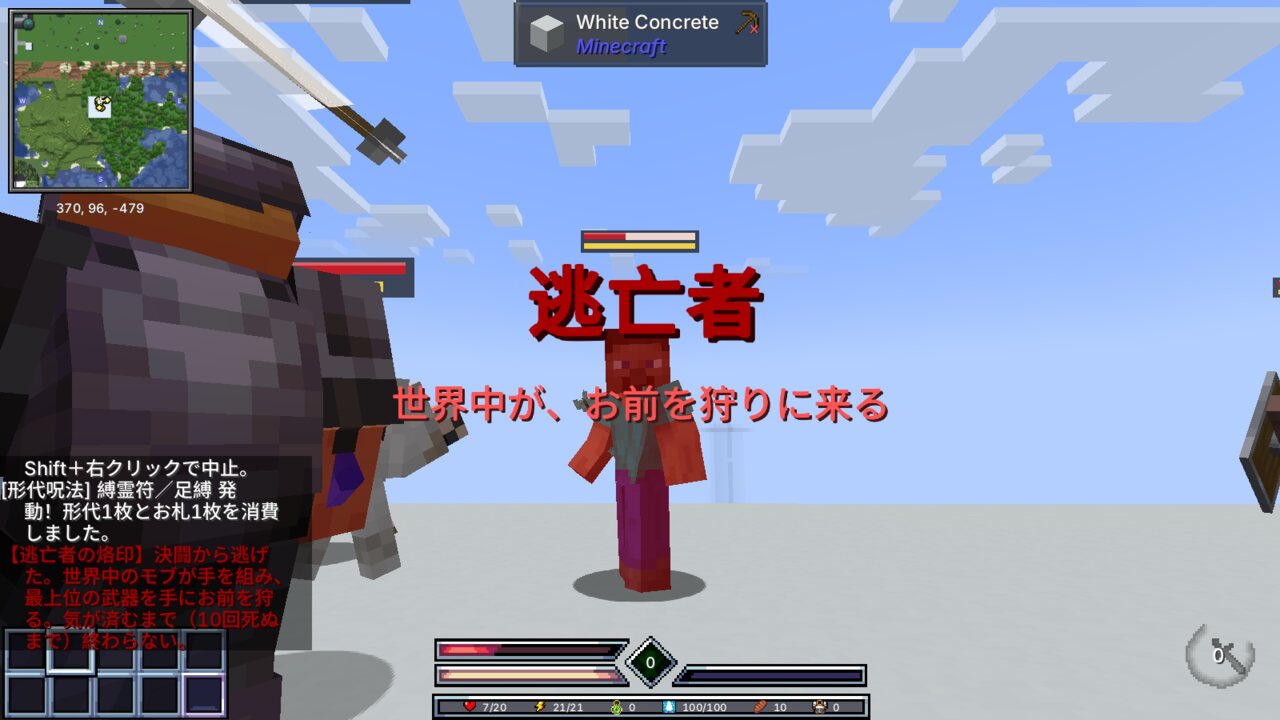 N
W
E
S
370, 96, -479
White Concrete
Minecraft
逃亡者
世界中が、お前を狩りに来る
Shift＋右クリックで中止。
[形代呪法] 縛霊符／足縛 発
動！形代1枚とお札1枚を消費
しました。
【逃亡者の烙印】決闘から逃げ
た。世界中のモブが手を組み、
最上位の武器を手にお前を狩
る。気が済むまで（10回死ぬ
まで）終わらない。
0
7/20
21/21
0
100/100
10
0
0